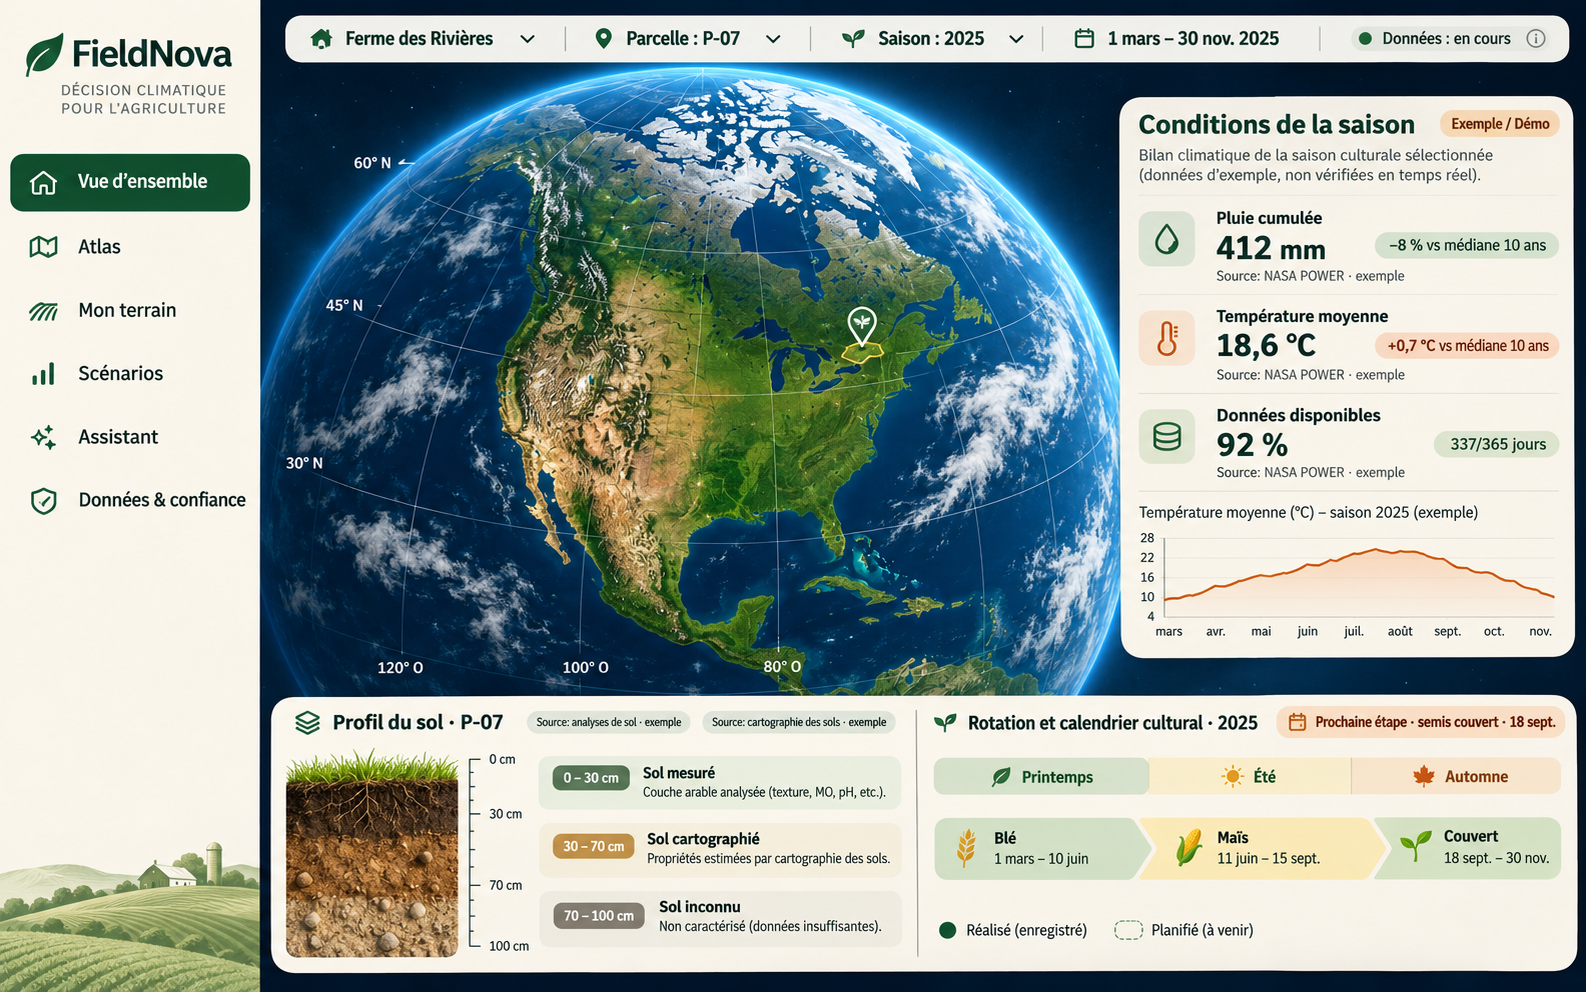 FieldNova
DÉCISION CLIMATIQUE
POUR L'AGRICULTURE
Vue d'ensemble
Atlas
Mon terrain
Scénarios
Assistant
Données & confiance
Ferme des Rivières
Parcelle : P-07
Saison : 2025
1 mars – 30 nov. 2025
Données : en cours
60° N
45° N
30° N
120° O
100° O
80° O
Conditions de la saison
Exemple / Démo
Bilan climatique de la saison culturale sélectionnée
(données d'exemple, non vérifiées en temps réel).
Pluie cumulée
412 mm
–8 % vs médiane 10 ans
Source: NASA POWER · exemple
Température moyenne
18,6 °C
+0,7 °C vs médiane 10 ans
Source: NASA POWER · exemple
Données disponibles
92 %
337/365 jours
Source: NASA POWER · exemple
Température moyenne (°C) – saison 2025 (exemple)
28
22
16
10
4
mars avr. mai juin juil. août sept. oct. nov.
Profil du sol · P-07
Source: analyses de sol · exemple
Source: cartographie des sols · exemple
0 cm
30 cm
70 cm
100 cm
0 – 30 cm
Sol mesuré
Couche arable analysée (texture, MO, pH, etc.).
30 – 70 cm
Sol cartographié
Propriétés estimées par cartographie des sols.
70 – 100 cm
Sol inconnu
Non caractérisé (données insuffisantes).
Rotation et calendrier cultural · 2025
Prochaine étape · semis couvert · 18 sept.
Printemps
Été
Automne
Blé
1 mars – 10 juin
Maïs
11 juin – 15 sept.
Couvert
18 sept. – 30 nov.
Réalisé (enregistré)
Planifié (à venir)